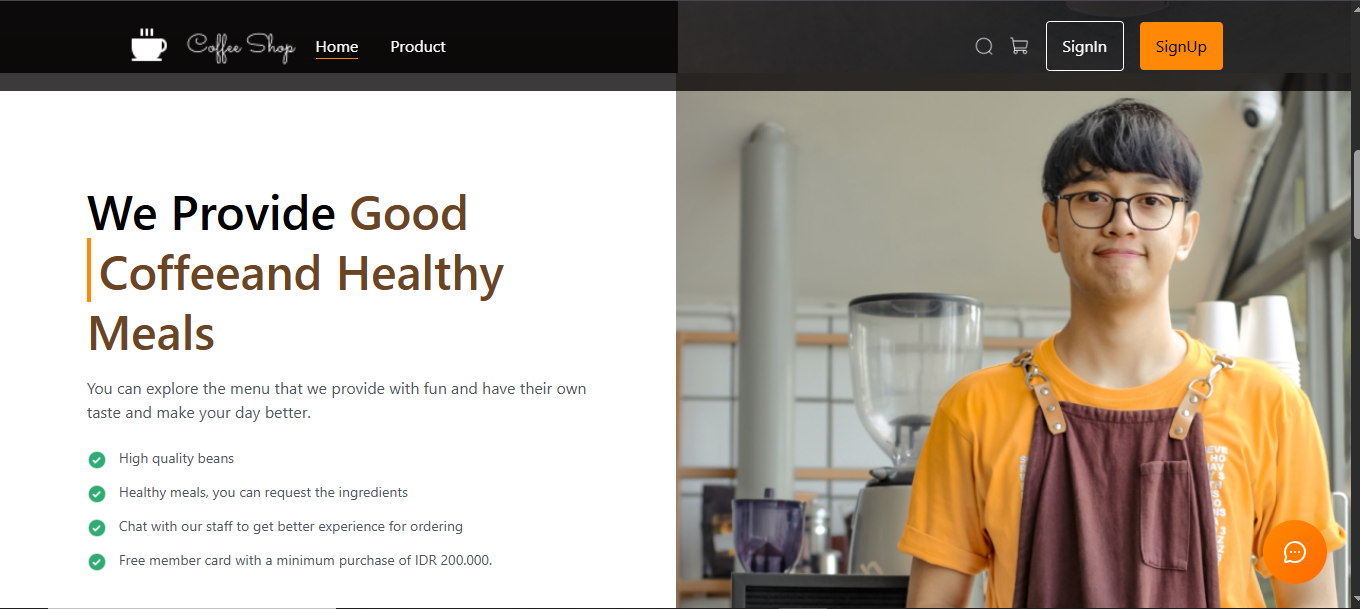 Coffee Shop
Home
Product
SignIn
SignUp
We Provide Good
Coffeeand Healthy
Meals
You can explore the menu that we provide with fun and have their own
taste and make your day better.
High quality beans
Healthy meals, you can request the ingredients
Chat with our staff to get better experience for ordering
Free member card with a minimum purchase of IDR 200.000.